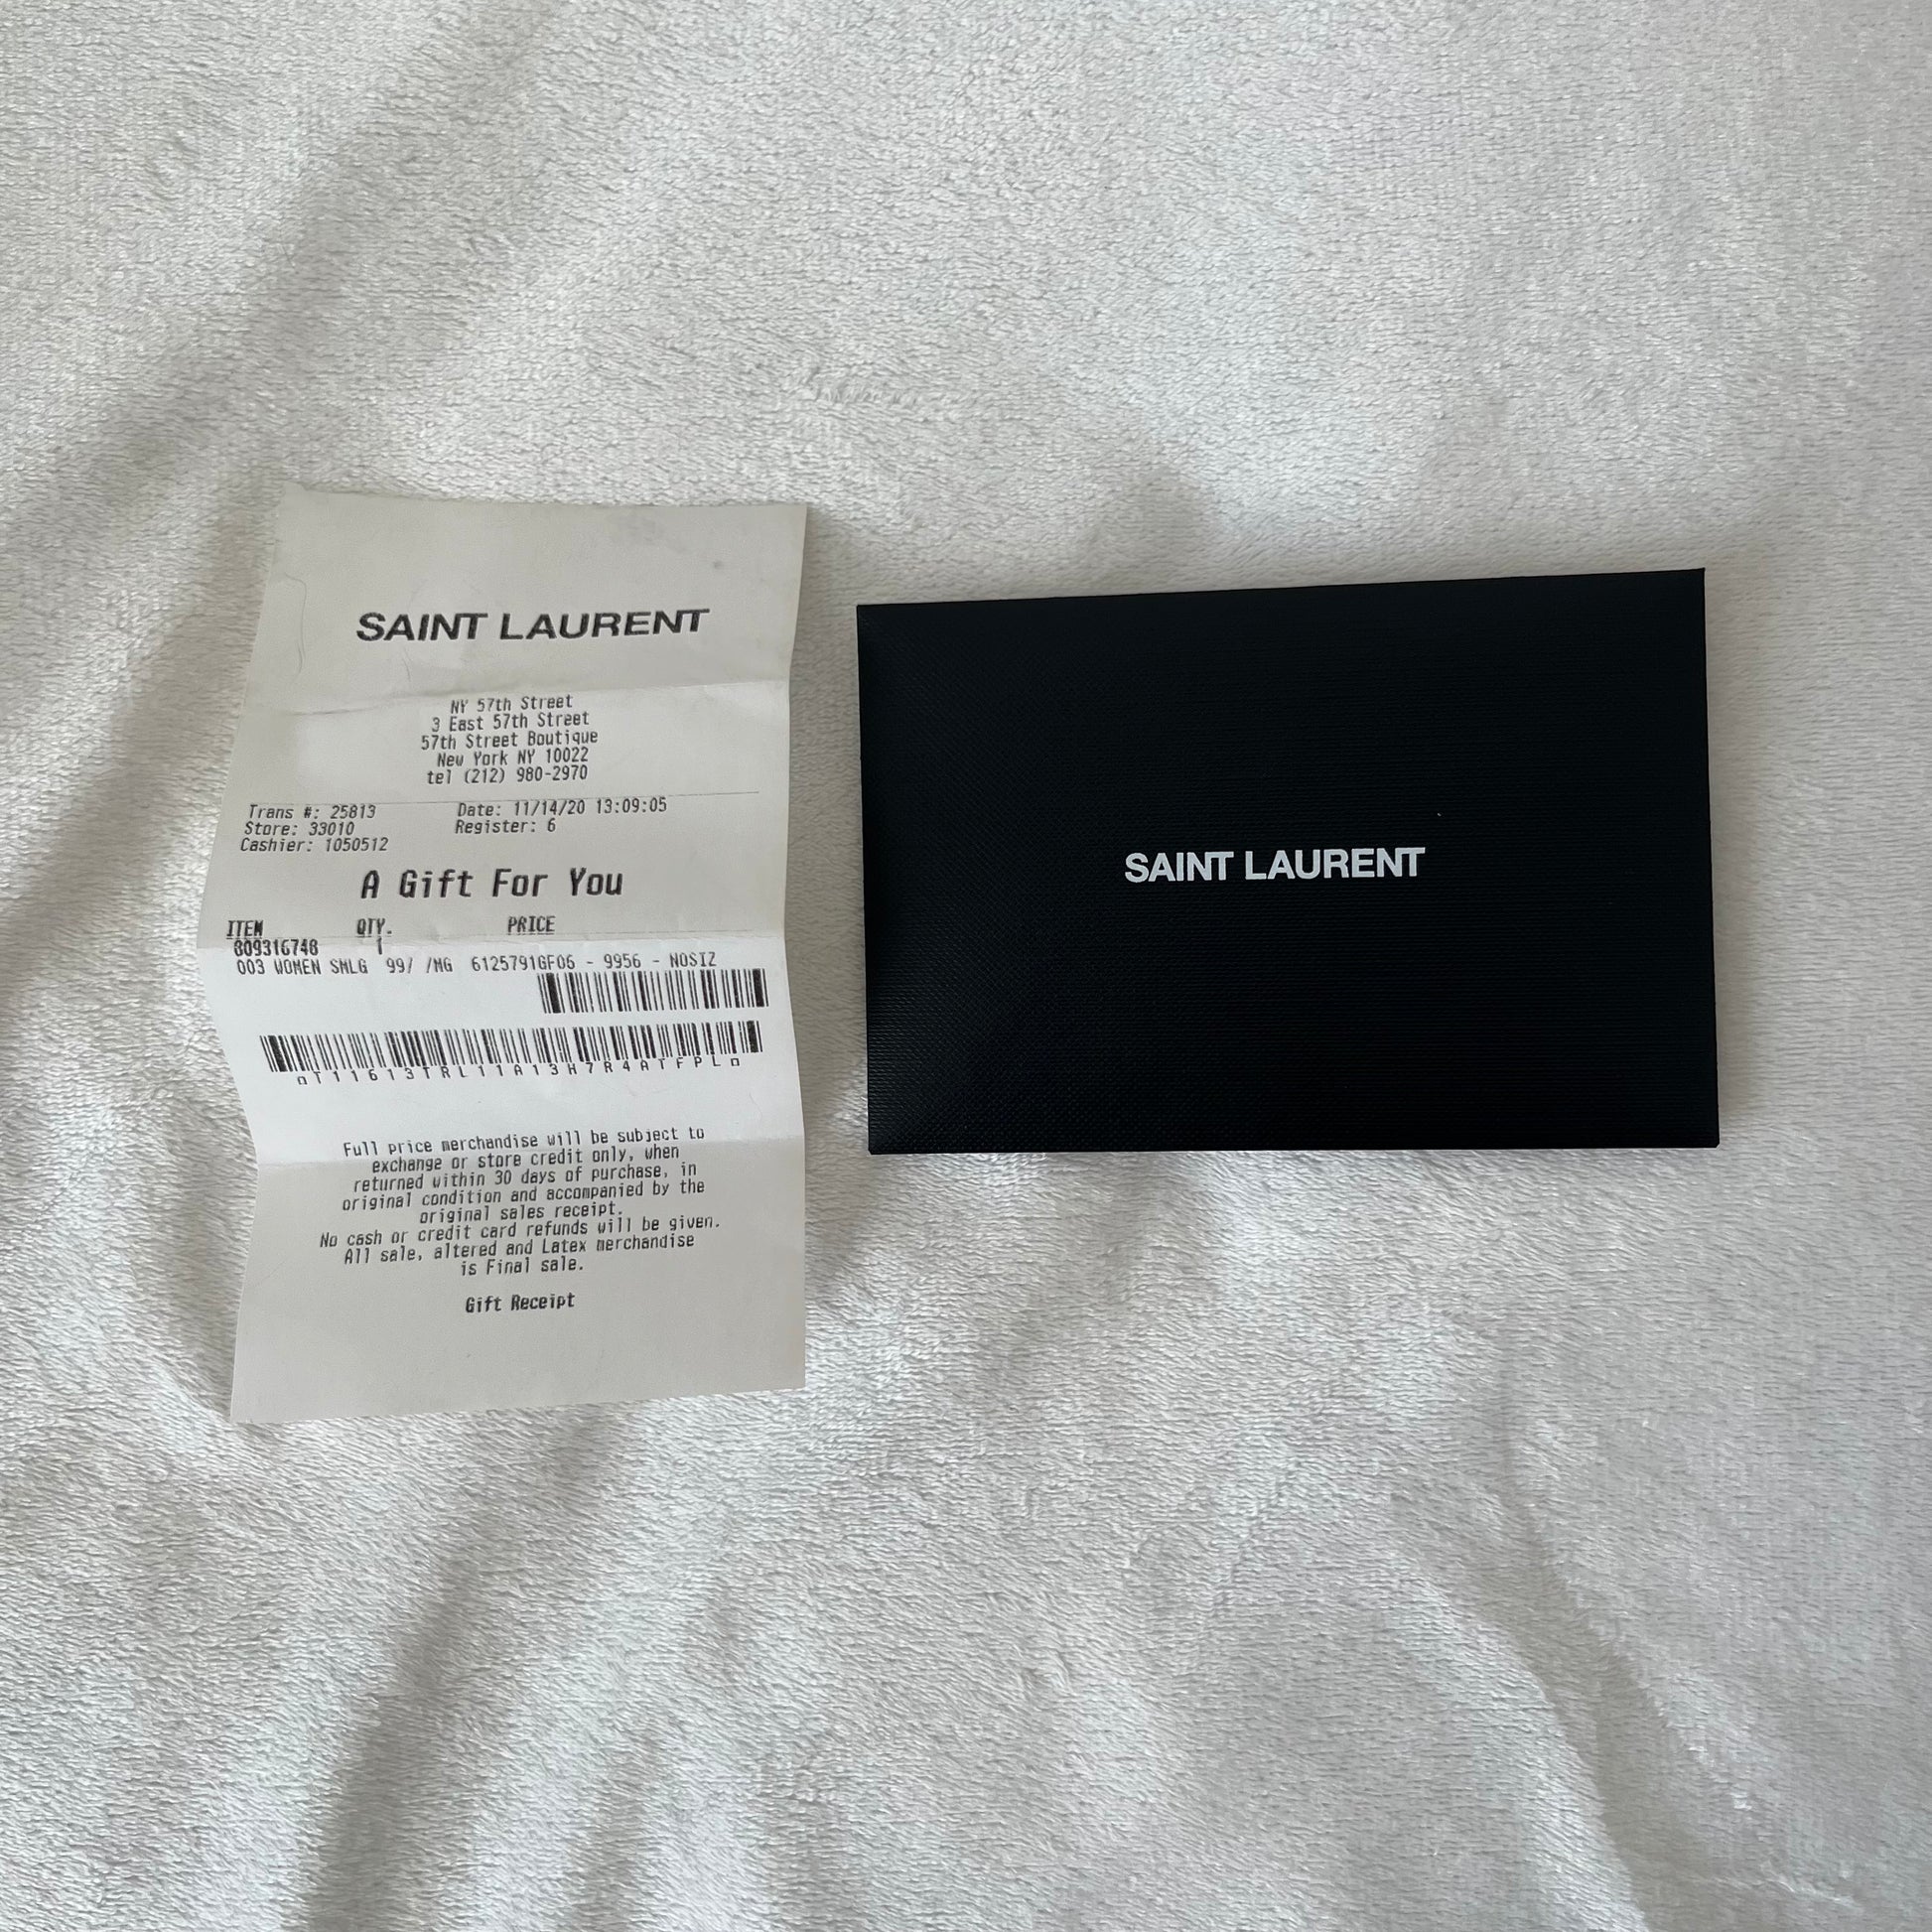 SAINT LAURENT
NY 57th Street
3 East 57th Street
57th Street Boutique
New York NY 10022
tel (212) 980-2970
Trans #: 25813 Date: 11/14/20 13:09:05
Store: 33010 Register: 6
Cashier: 1050512
A Gift For You
ITEM QTY. PRICE
809316748 1
003 WOMEN SMLG 99/ /MG 6125791GF06 - 9956 - NOSIZ
T11613TRL11A13H7R4ATFPL
Full price merchandise will be subject to
exchange or store credit only, when
returned within 30 days of purchase, in
original condition and accompanied by the
original sales receipt.
No cash or credit card refunds will be given.
All sale, altered and Latex merchandise
is Final sale.
Gift Receipt
SAINT LAURENT